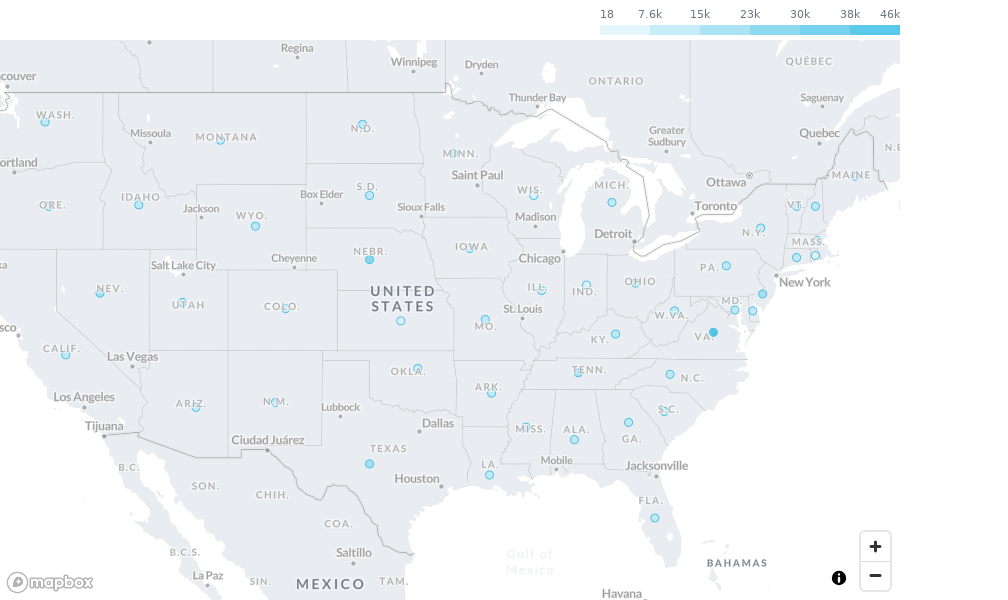 18 7.6k 15k 23k 30k 38k 46k
Regina
Winnipeg
Dryden
QUÉBEC
ncouver
ONTARIO
Thunder Bay
Saguenay
WASH.
N.D.
Missoula
MONTANA
Greater
Sudbury
Quebec
N.B
ortland
MINN.
Saint Paul
Ottawa
MAINE
IDAHO
S.D.
Box Elder
WIS.
MICH.
ORE.
Jackson
WYO.
Sioux Falls
Madison
Toronto
VT.
Detroit
N.Y.
MASS.
ka
Salt Lake City
Cheyenne
NEBR.
IOWA
Chicago
PA.
New York
NEV.
UTAH
COLO.
UNITED
STATES
ILL.
IND.
OHIO
MD.
St. Louis
MO.
W.VA.
sco
CALIF.
KY.
VA.
Las Vegas
OKLA.
TENN.
N.C.
Los Angeles
ARIZ.
N.M.
Lubbock
ARK.
S.C.
Tijuana
Ciudad Juárez
Dallas
MISS.
ALA.
GA.
TEXAS
B.C.
LA.
Mobile
Jacksonville
SON.
CHIH.
Houston
FLA.
COA.
B.C.S.
Saltillo
Gulf of
Mexico
BAHAMAS
La Paz
SIN.
MEXICO
TAM.
Havana
mapbox